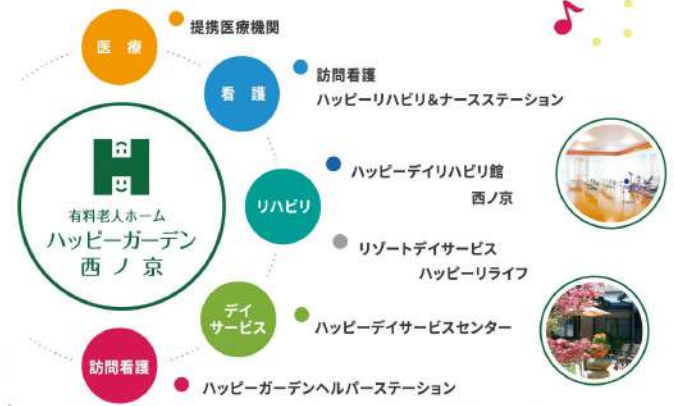 医 療
提携医療機関
看 護
訪問看護
ハッピーリハビリ&ナースステーション
H
有料老人ホーム
ハッピーガーデン
西ノ京
リハビリ
ハッピーデイリハビリ館
西ノ京
リゾートデイサービス
ハッピーリライフ
デイ
サービス
ハッピーデイサービスセンター
訪問看護
ハッピーガーデンヘルパーステーション